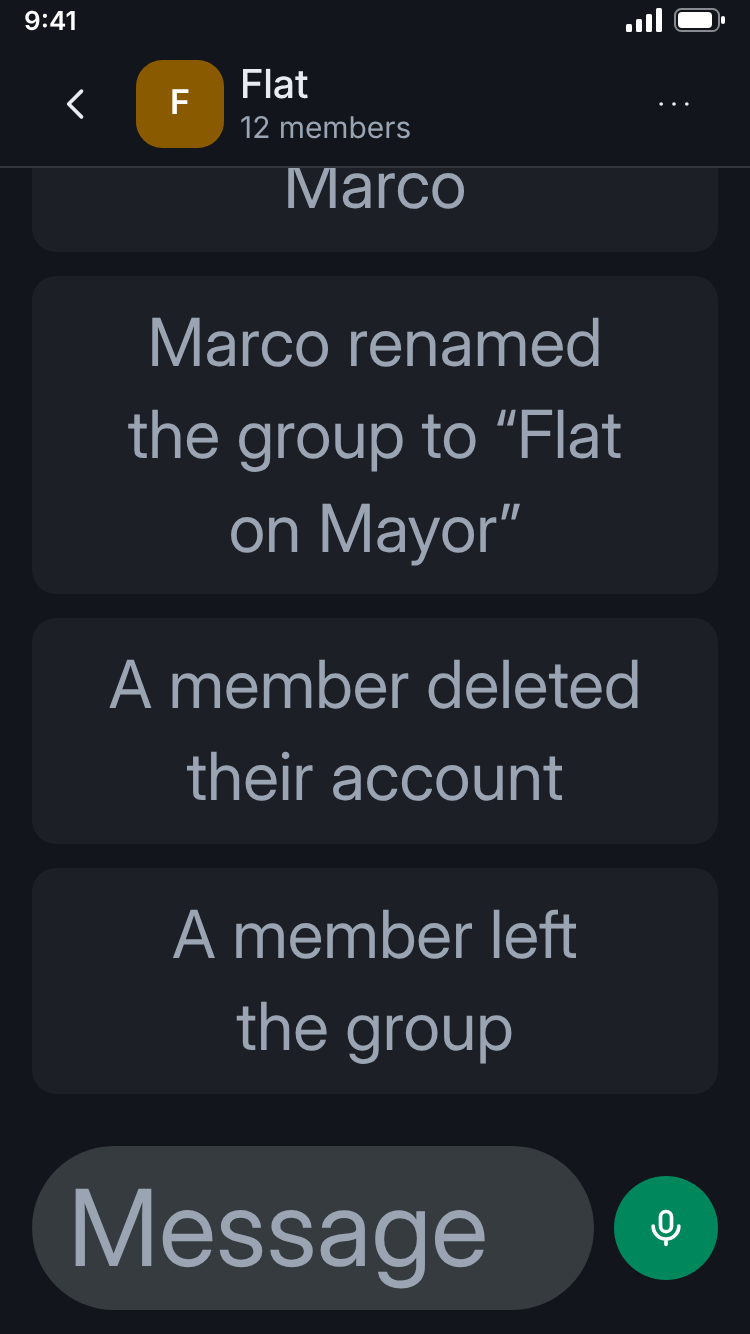 9:41
F
Flat
12 members
...
Marco
Marco renamed
the group to “Flat
on Mayor”
A member deleted
their account
A member left
the group
Message